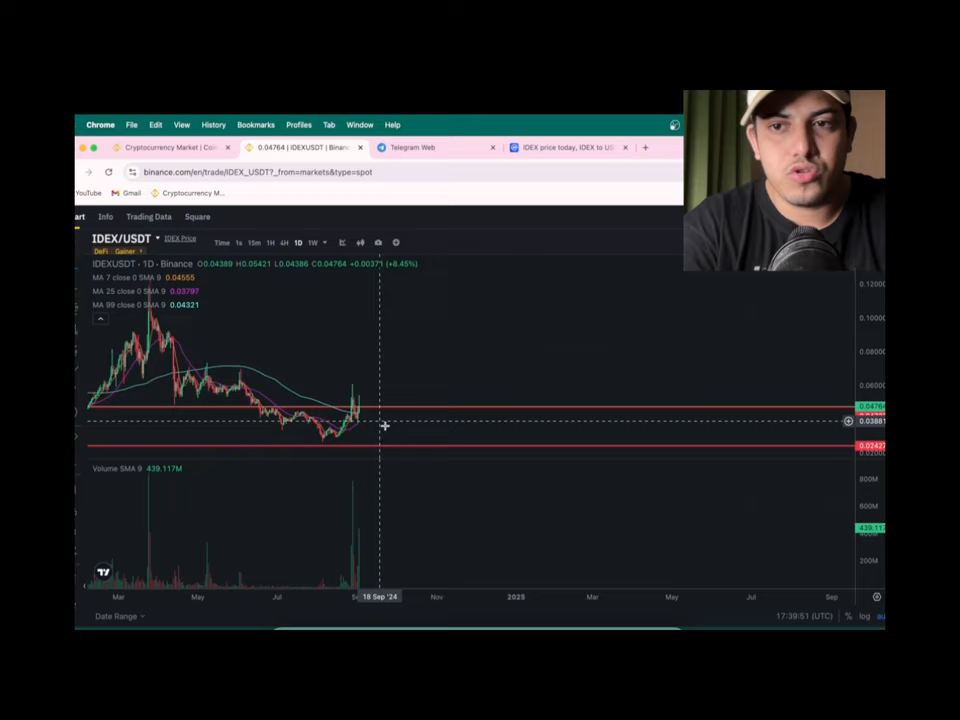 Chrome File Edit View History Bookmarks Profiles Tab Window Help
Cryptocurrency Market | Coin
0.04764 | IDEXUSDT | Binanc
Telegram Web
IDEX price today, IDEX to US
binance.com/en/trade/IDEX_USDT?_from=markets&type=spot
YouTube Gmail Cryptocurrency M...
art Info Trading Data Square
IDEX/USDT IDEX Price Time 1s 15m 1H 4H 1D 1W
DeFi Gainer
IDEXUSDT · 1D · Binance O0.04389 H0.05421 L0.04386 C0.04764 +0.00371 (+8.45%)
MA 7 close 0 SMA 9 0.04555
MA 25 close 0 SMA 9 0.03797
MA 99 close 0 SMA 9 0.04321
0.12000
0.10000
0.08000
0.06000
0.04764
0.03881
0.02427
Volume SMA 9 439.117M
800M
600M
439.117
200M
Mar May Jul 18 Sep '24 Nov 2025 Mar May Jul Sep
Date Range 17:39:51 (UTC) % log au